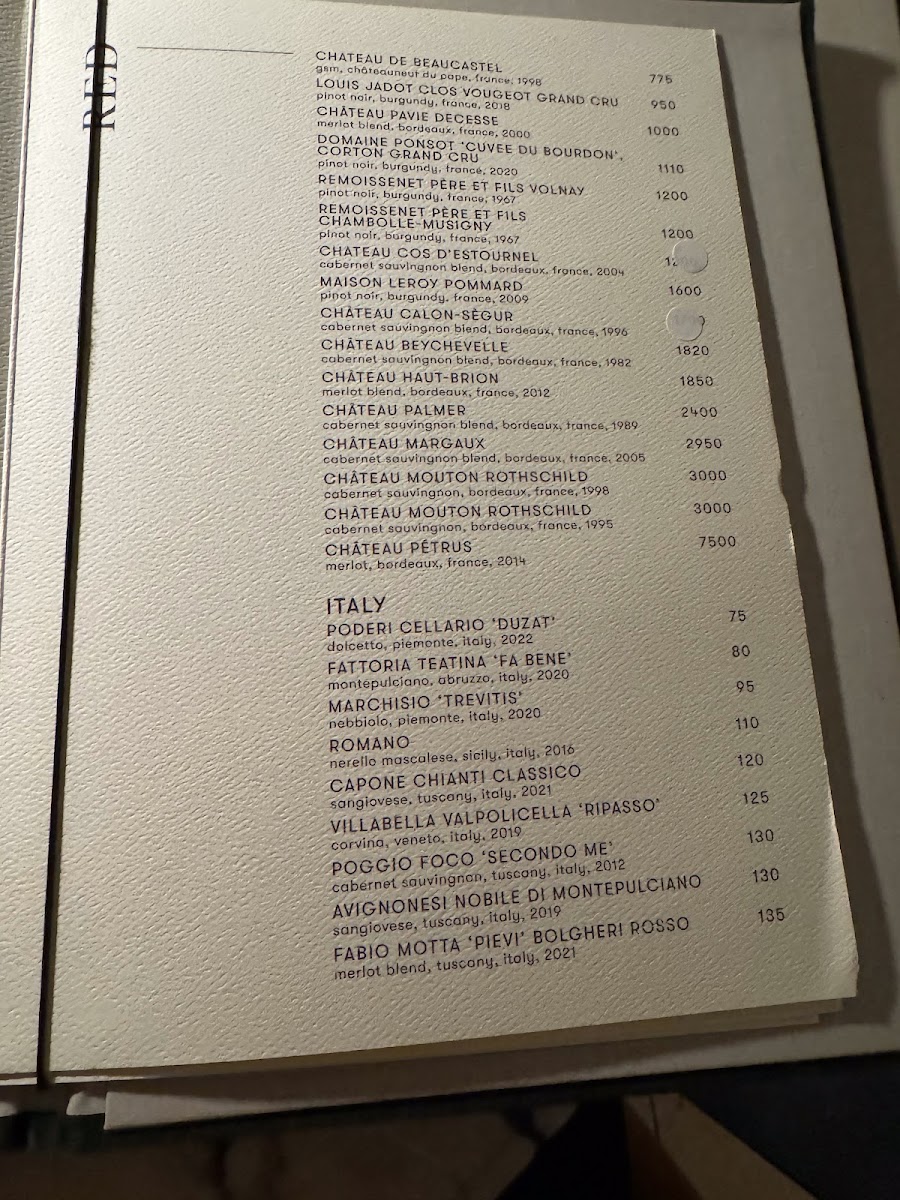 RED
CHATEAU DE BEAUCASTEL 775
gsm, châteauneuf du pape, france, 1998
LOUIS JADOT CLOS VOUGEOT GRAND CRU 950
pinot noir, burgundy, france, 2018
CHÂTEAU PAVIE DECESSE 1000
merlot blend, bordeaux, france, 2000
DOMAINE PONSOT 'CUVEE DU BOURDON',
CORTON GRAND CRU 1110
pinot noir, burgundy, france, 2020
REMOISSENET PÈRE ET FILS VOLNAY 1200
pinot noir, burgundy, france, 1967
REMOISSENET PÈRE ET FILS
CHAMBOLLE-MUSIGNY 1200
pinot noir, burgundy, france, 1967
CHATEAU COS D'ESTOURNEL
cabernet sauvingnon blend, bordeaux, france, 2004
MAISON LEROY POMMARD 1600
pinot noir, burgundy, france, 2009
CHÂTEAU CALON-SÈGUR
cabernet sauvingnon blend, bordeaux, france, 1996
CHÂTEAU BEYCHEVELLE 1820
cabernet sauvingnon blend, bordeaux, france, 1982
CHÂTEAU HAUT-BRION 1850
merlot blend, bordeaux, france, 2012
CHÂTEAU PALMER 2400
cabernet sauvingnon blend, bordeaux, france, 1989
CHÂTEAU MARGAUX 2950
cabernet sauvingnon blend, bordeaux, france, 2005
CHÂTEAU MOUTON ROTHSCHILD 3000
cabernet sauvingnon, bordeaux, france, 1998
CHÂTEAU MOUTON ROTHSCHILD 3000
cabernet sauvingnon, bordeaux, france, 1995
CHÂTEAU PÉTRUS 7500
merlot, bordeaux, france, 2014
ITALY
PODERI CELLARIO 'DUZAT' 75
dolcetto, piemonte, italy, 2022
FATTORIA TEATINA 'FA BENE' 80
montepulciano, abruzzo, italy, 2020
MARCHISIO 'TREVITIS' 95
nebbiolo, piemonte, italy, 2020
ROMANO 110
nerello mascalese, sicily, italy, 2016
CAPONE CHIANTI CLASSICO 120
sangiovese, tuscany, italy, 2021
VILLABELLA VALPOLICELLA 'RIPASSO' 125
corvina, veneto, italy, 2019
POGGIO FOCO 'SECONDO ME' 130
cabernet sauvingnon, tuscany, italy, 2012
AVIGNONESI NOBILE DI MONTEPULCIANO 130
sangiovese, tuscany, italy, 2019
FABIO MOTTA 'PIEVI' BOLGHERI ROSSO 135
merlot blend, tuscany, italy, 2021